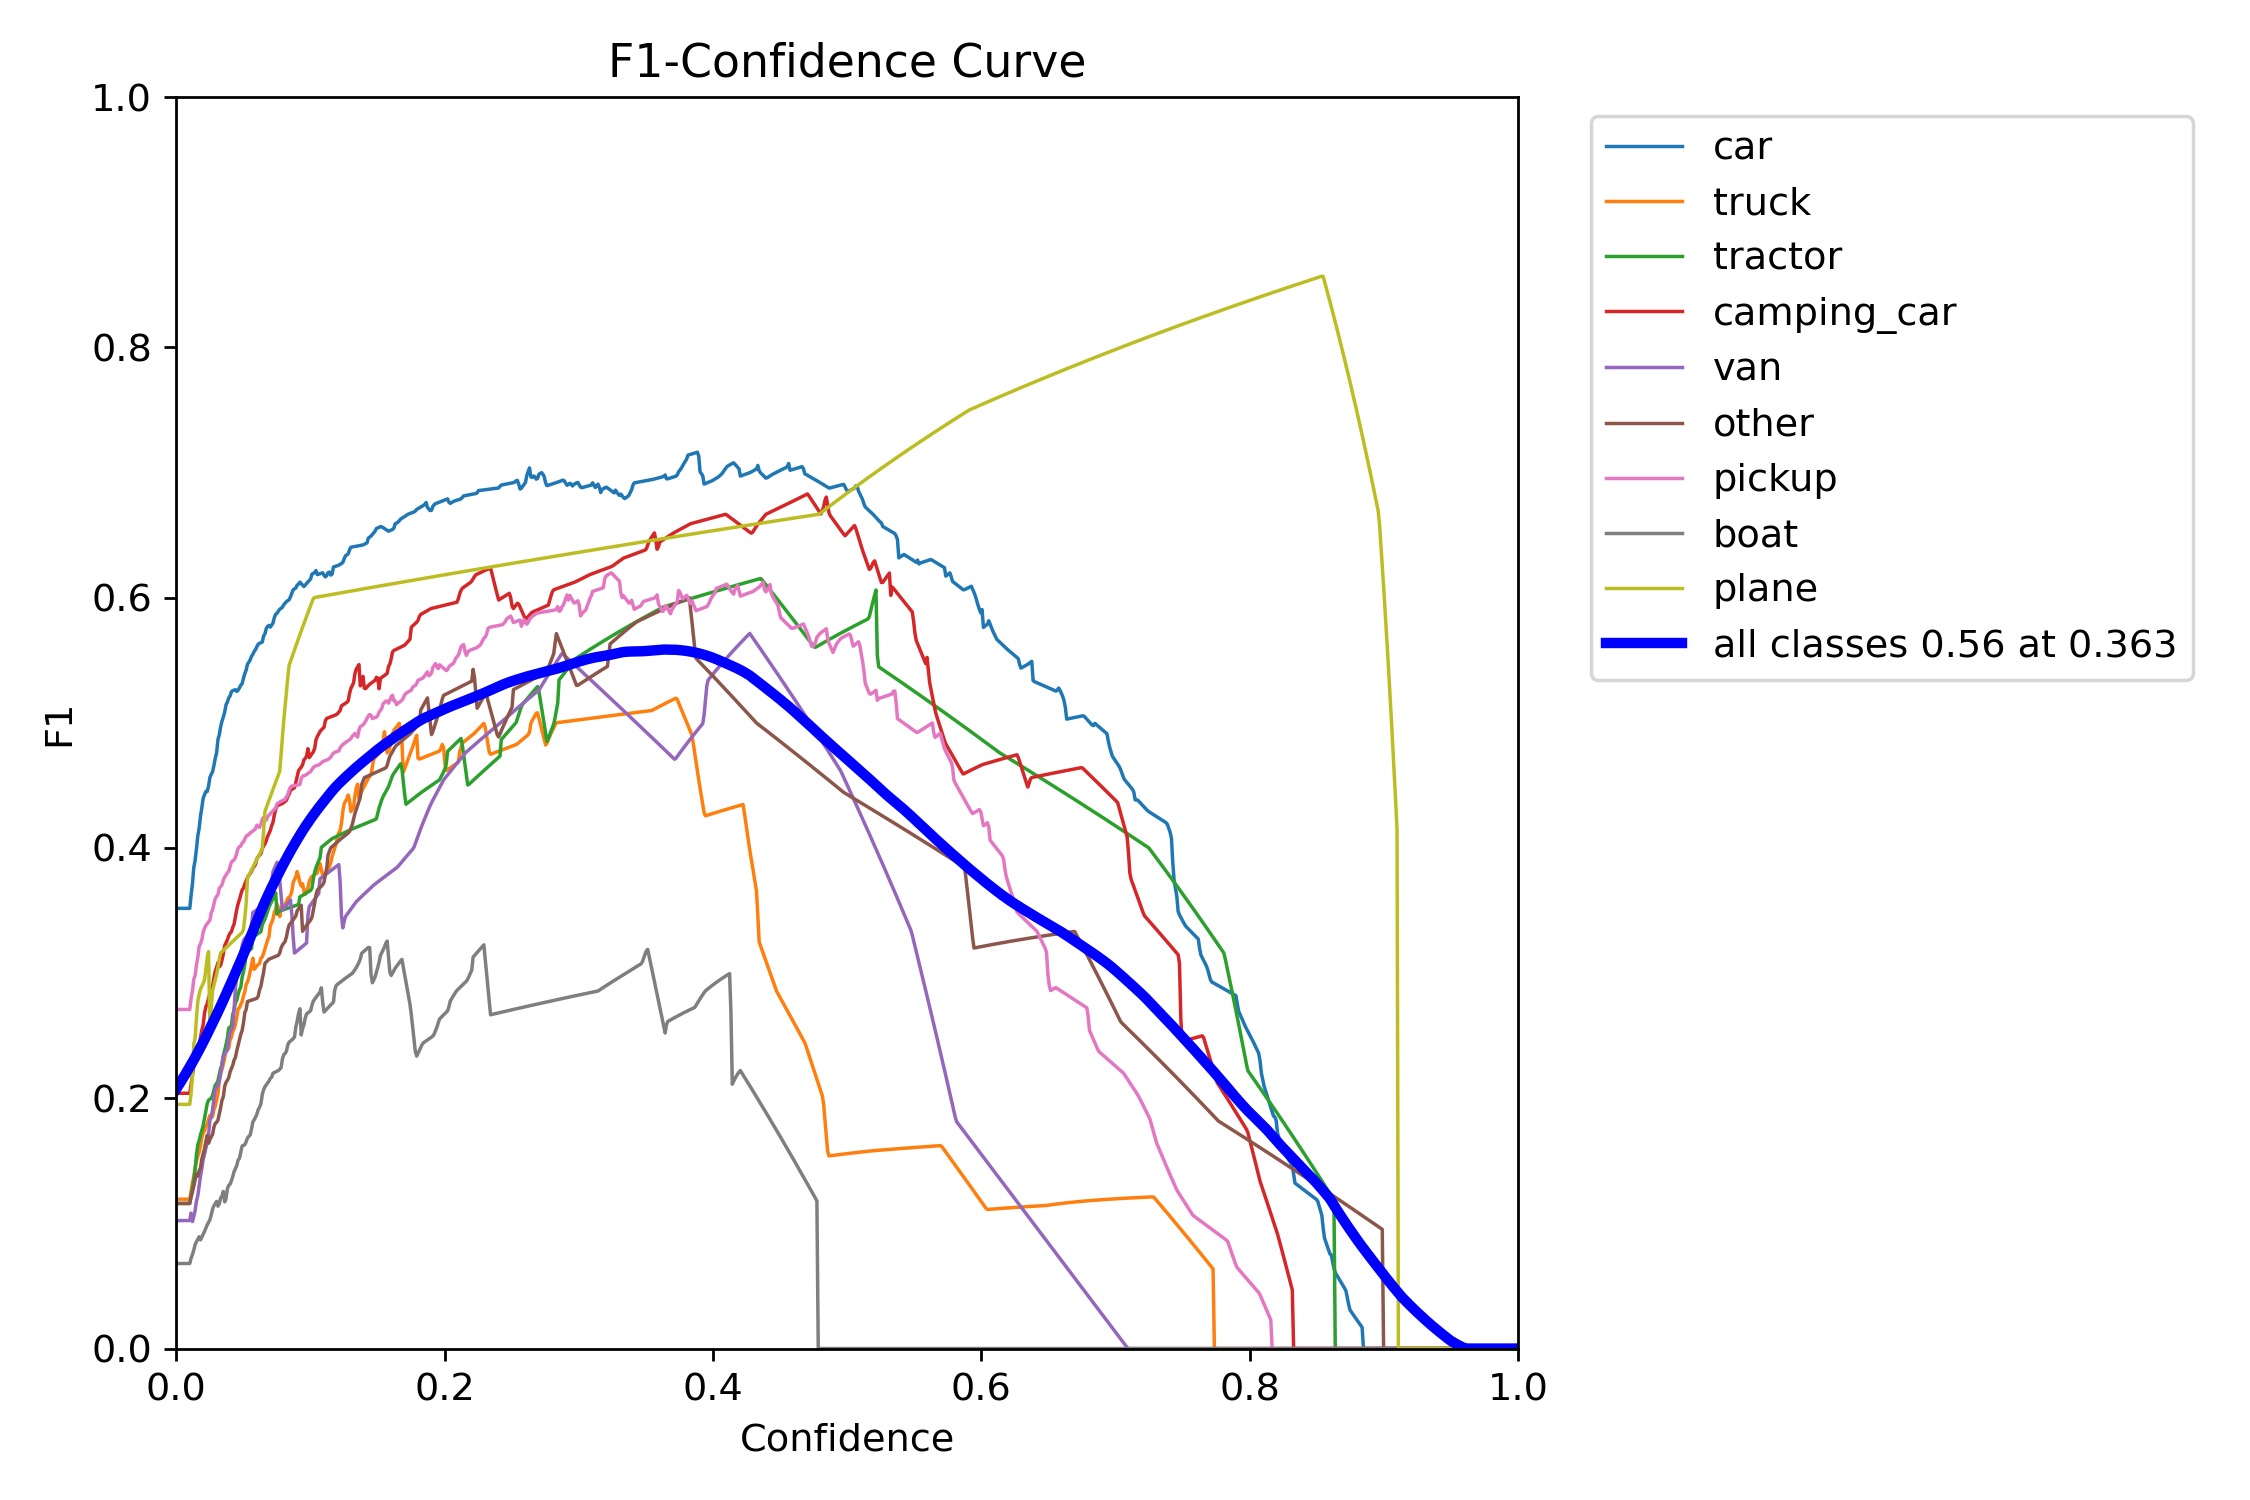 F1-Confidence Curve
1.0
0.8
0.6
0.4
0.2
0.0
F1
0.0 0.2 0.4 0.6 0.8 1.0
Confidence
car
truck
tractor
camping_car
van
other
pickup
boat
plane
all classes 0.56 at 0.363